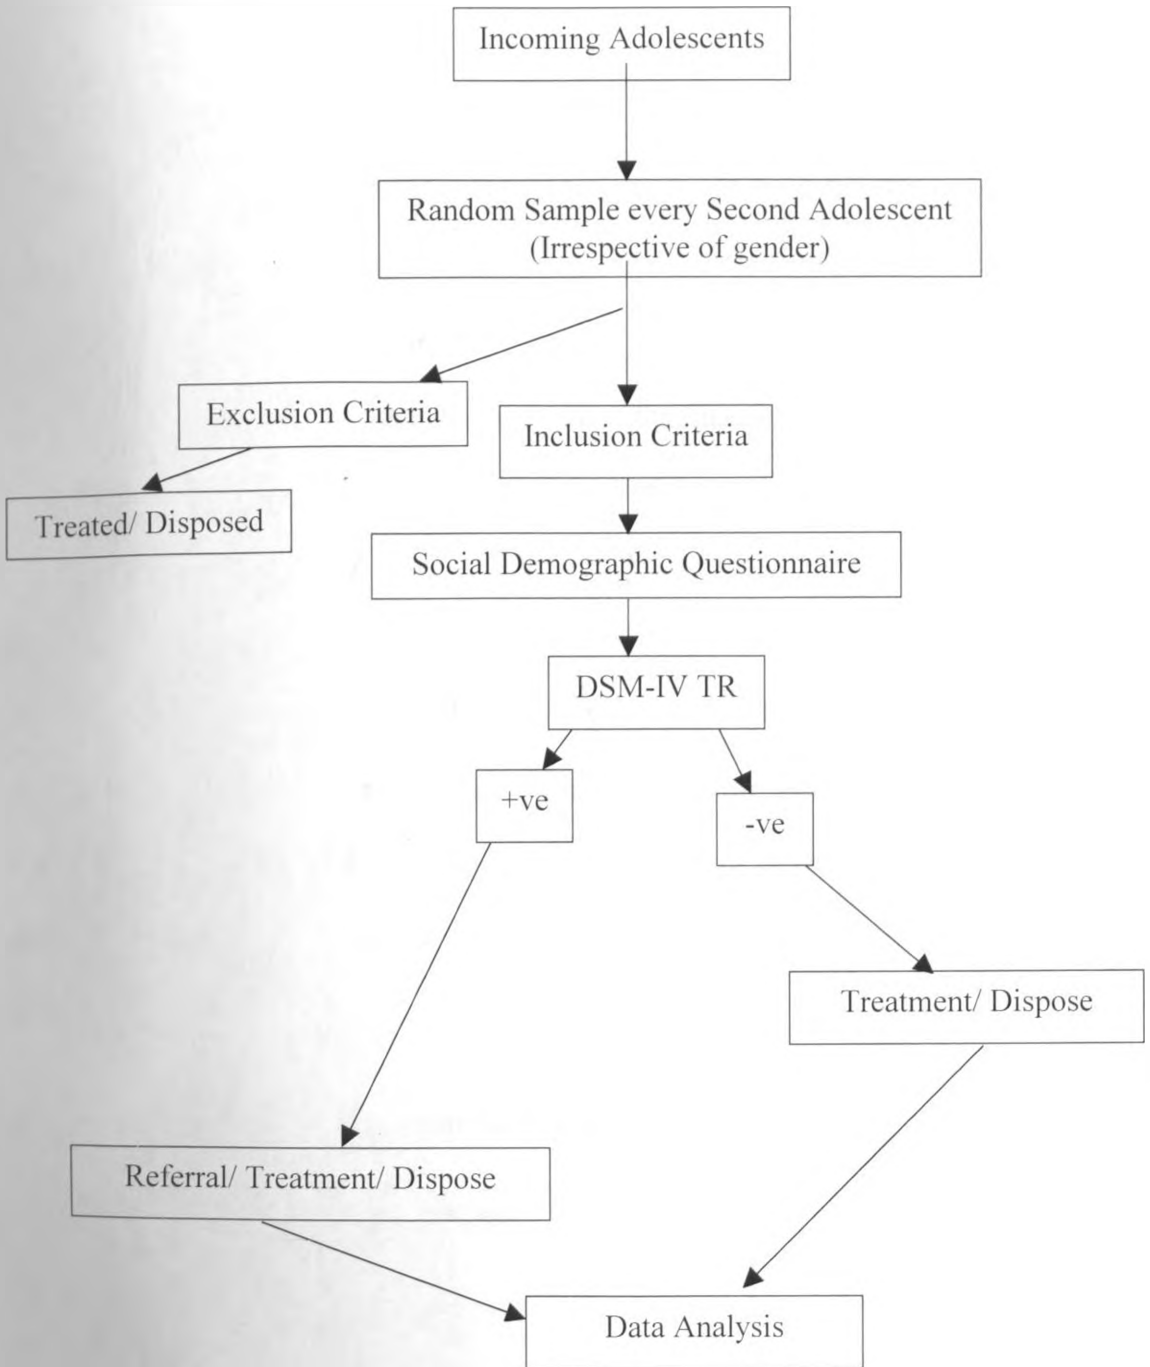 Incoming Adolescents
Random Sample every Second Adolescent
(Irrespective of gender)
Exclusion Criteria
Inclusion Criteria
Treated/ Disposed
Social Demographic Questionnaire
DSM-IV TR
+ve
-ve
Treatment/ Dispose
Referral/ Treatment/ Dispose
Data Analysis